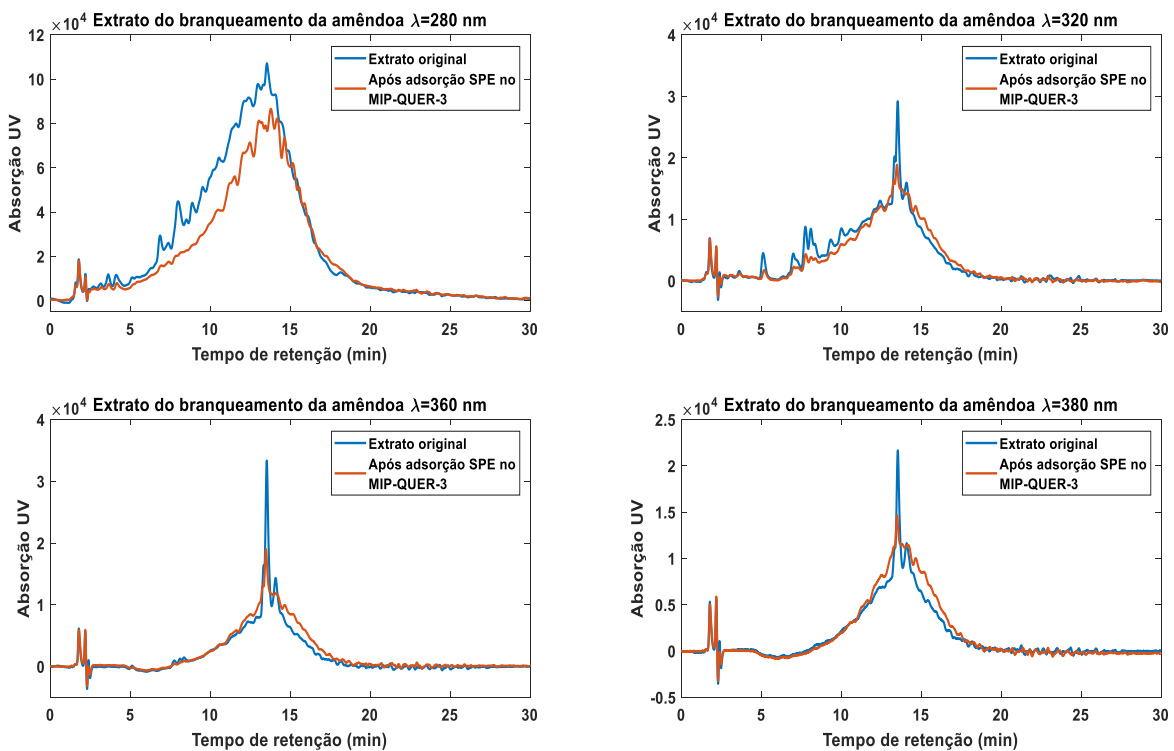 ×10⁴ Extrato do branqueamento da amêndoa λ=280 nm
12
10
8
6
4
2
0
Absorção UV
Extrato original
Após adsorção SPE no
MIP-QUER-3
0 5 10 15 20 25 30
Tempo de retenção (min)
×10⁴ Extrato do branqueamento da amêndoa λ=320 nm
4
3
2
1
0
Absorção UV
Extrato original
Após adsorção SPE no
MIP-QUER-3
0 5 10 15 20 25 30
Tempo de retenção (min)
×10⁴ Extrato do branqueamento da amêndoa λ=360 nm
4
3
2
1
0
Absorção UV
Extrato original
Após adsorção SPE no
MIP-QUER-3
0 5 10 15 20 25 30
Tempo de retenção (min)
×10⁴ Extrato do branqueamento da amêndoa λ=380 nm
2.5
2
1.5
1
0.5
0
-0.5
Absorção UV
Extrato original
Após adsorção SPE no
MIP-QUER-3
0 5 10 15 20 25 30
Tempo de retenção (min)